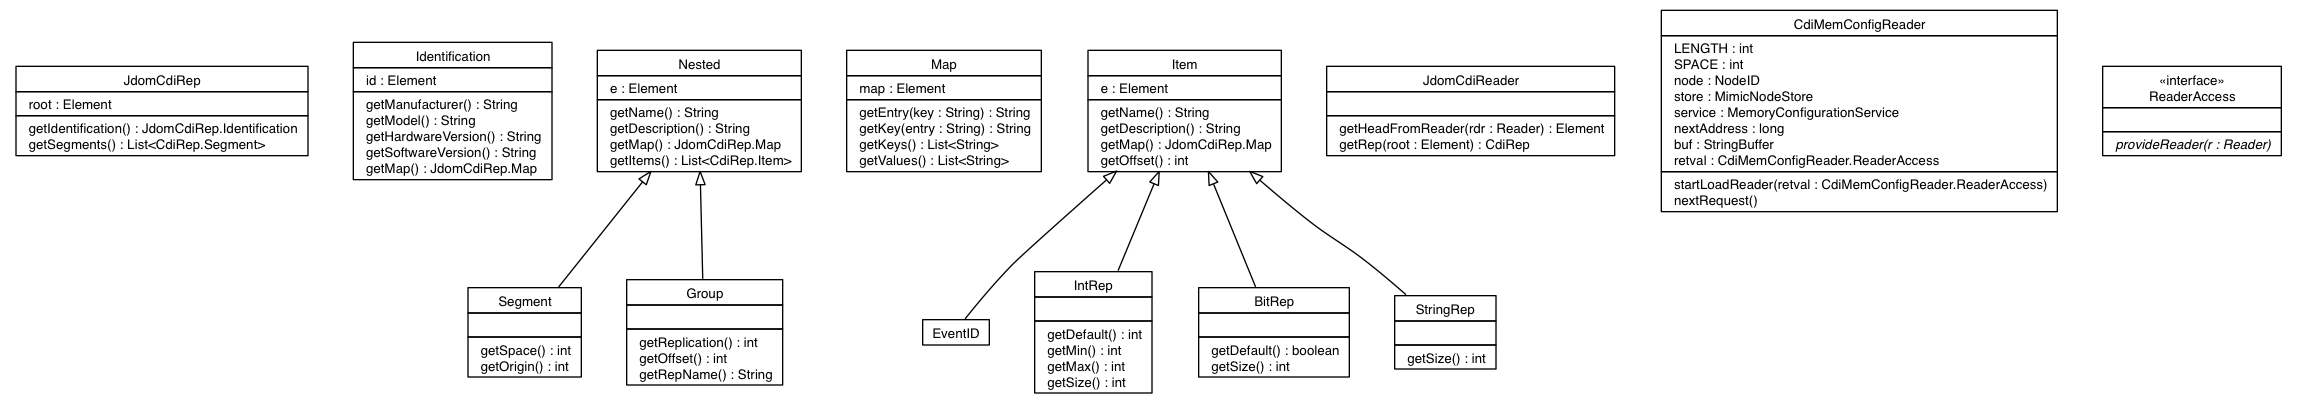 JdomCdiRep
root : Element
getIdentification() : JdomCdiRep.Identification
getSegments() : List<CdiRep.Segment>
Identification
id : Element
getManufacturer() : String
getModel() : String
getHardwareVersion() : String
getSoftwareVersion() : String
getMap() : JdomCdiRep.Map
Nested
e : Element
getName() : String
getDescription() : String
getMap() : JdomCdiRep.Map
getItems() : List<CdiRep.Item>
Map
map : Element
getEntry(key : String) : String
getKey(entry : String) : String
getKeys() : List<String>
getValues() : List<String>
Item
e : Element
getName() : String
getDescription() : String
getMap() : JdomCdiRep.Map
getOffset() : int
JdomCdiReader
getHeadFromReader(rdr : Reader) : Element
getRep(root : Element) : CdiRep
CdiMemConfigReader
LENGTH : int
SPACE : int
node : NodeID
store : MimicNodeStore
service : MemoryConfigurationService
nextAddress : long
buf : StringBuffer
retval : CdiMemConfigReader.ReaderAccess
startLoadReader(retval : CdiMemConfigReader.ReaderAccess)
nextRequest()
«interface»
ReaderAccess
provideReader(r : Reader)
Segment
getSpace() : int
getOrigin() : int
Group
getReplication() : int
getOffset() : int
getRepName() : String
EventID
IntRep
getDefault() : int
getMin() : int
getMax() : int
getSize() : int
BitRep
getDefault() : boolean
getSize() : int
StringRep
getSize() : int